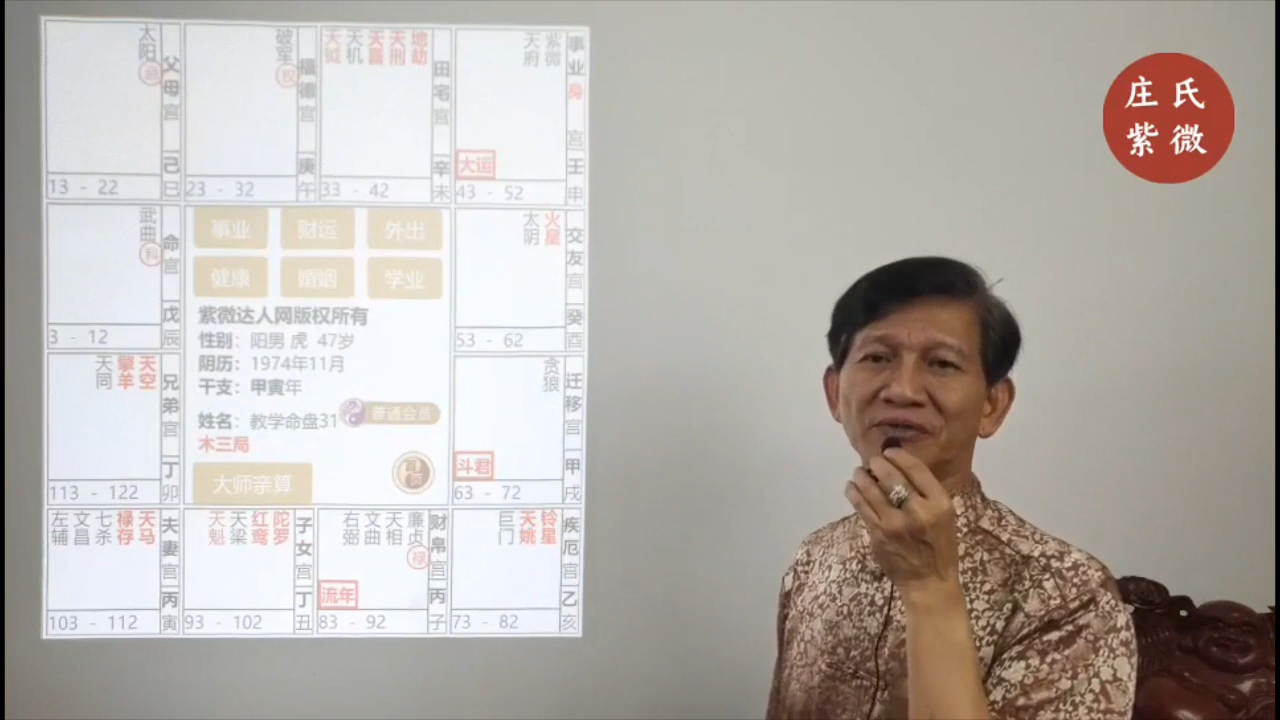 庄氏
紫微
太阳
忌
父母宫
己巳
13 - 22
破军
权
福德宫
庚午
23 - 32
天钺
天机
天刑
地劫
田宅宫
辛未
33 - 42
紫微
天府
事业
身
宫
壬申
大运
43 - 52
武曲
科
命宫
戊辰
3 - 12
事业 财运 外出
健康 婚姻 学业
紫微达人网版权所有
性别：阳男 虎 47岁
阴历：1974年11月
干支：甲寅年
姓名：教学命盘31
普通会员
木三局
大师亲算
太阴
火星
交友宫
癸酉
53 - 62
天同
擎羊
天空
兄弟宫
丁卯
113 - 122
贪狼
迁移宫
甲戌
斗君
63 - 72
左辅
文昌
七杀
禄存
天马
夫妻宫
丙寅
103 - 112
天魁
天梁
红鸾
陀罗
子女宫
丁丑
93 - 102
右弼
文曲
天相
廉贞
禄
财帛宫
丙子
流年
83 - 92
巨门
天姚
铃星
疾厄宫
乙亥
73 - 82